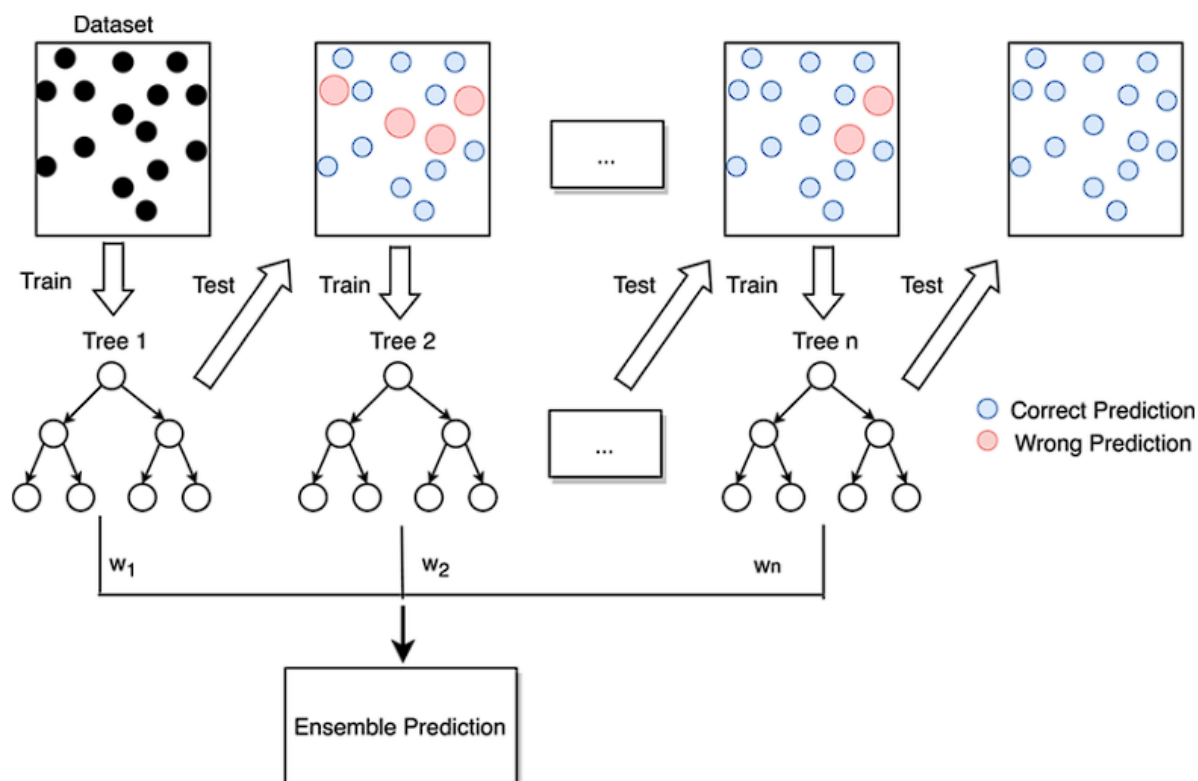 Dataset
...
Train
Test
Train
Test
Train
Test
Tree 1
Tree 2
Tree n
Correct Prediction
Wrong Prediction
...
w1
w2
wn
Ensemble Prediction